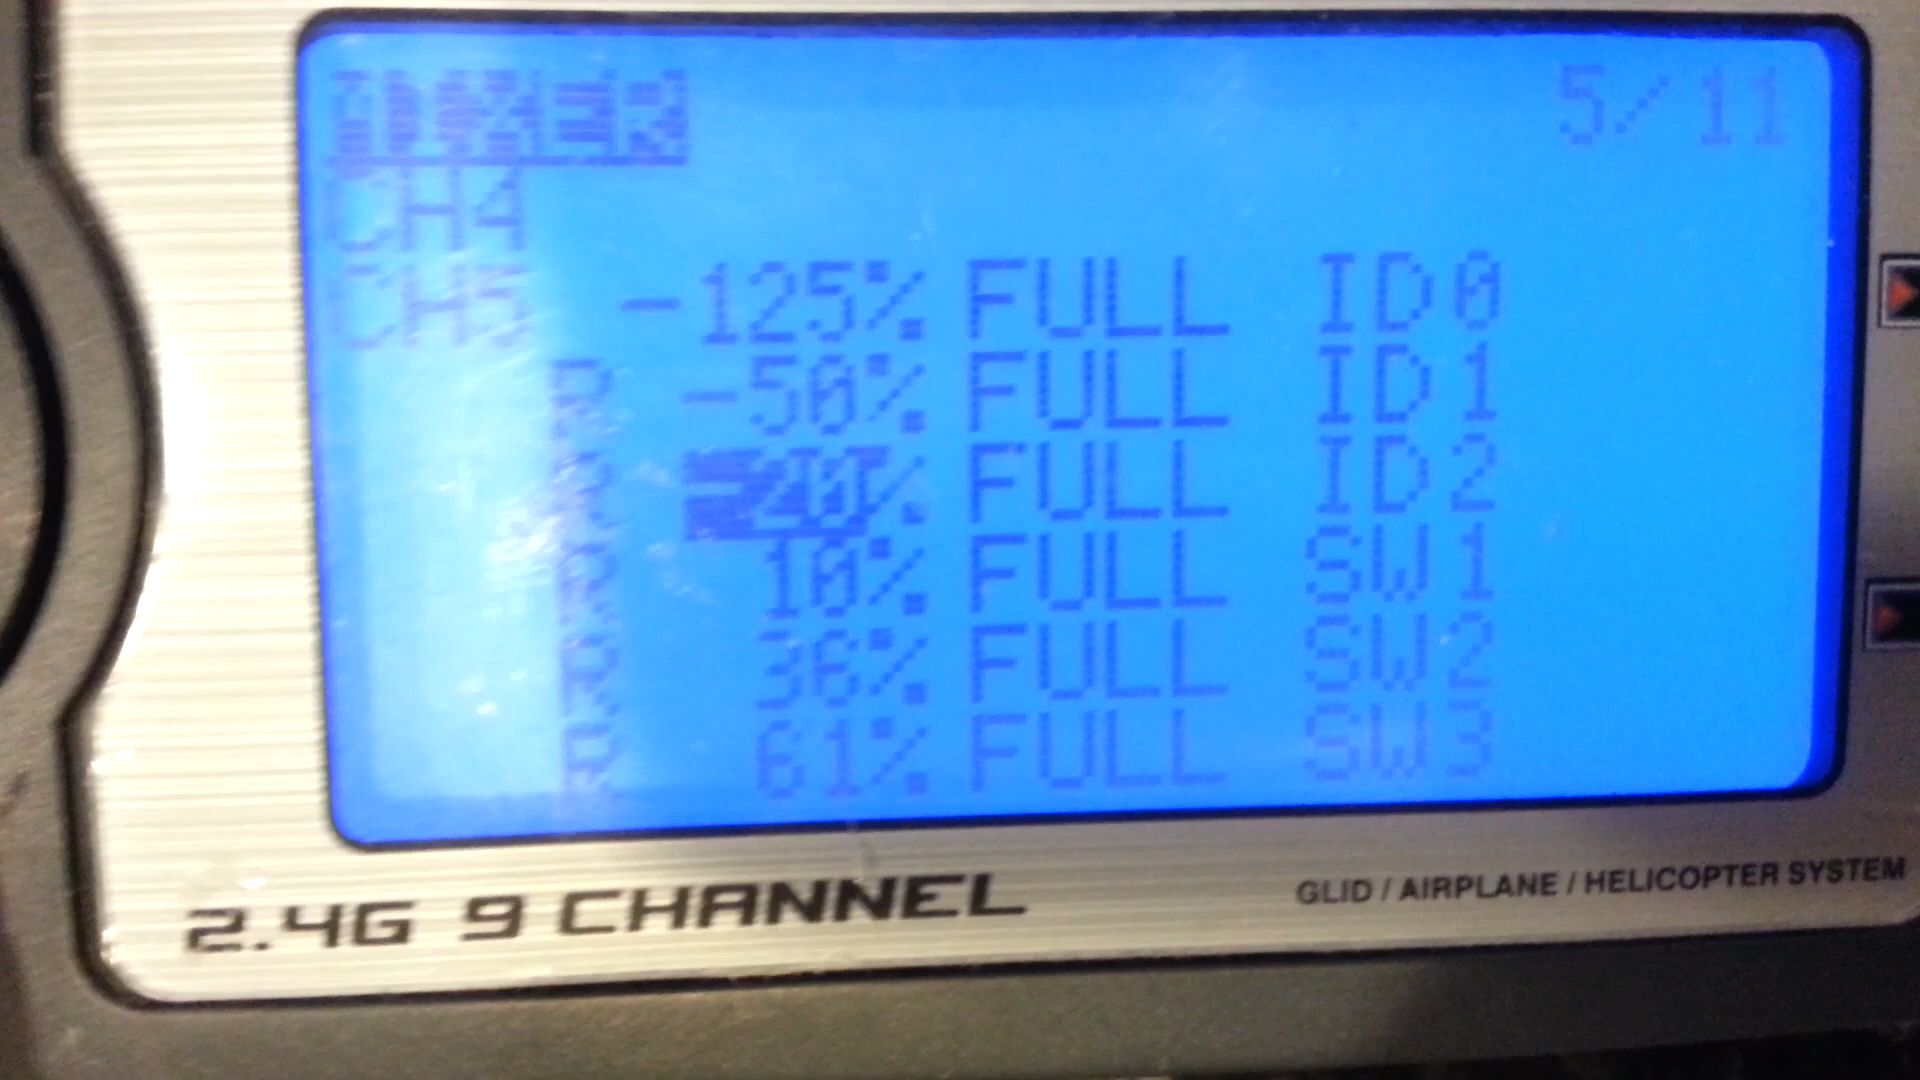 MIXER 5/11
CH4
CH5 -125% FULL ID0
R -50% FULL ID1
R -20% FULL ID2
R 10% FULL SW1
R 36% FULL SW2
R 61% FULL SW3
2.4G 9 CHANNEL
GLID / AIRPLANE / HELICOPTER SYSTEM